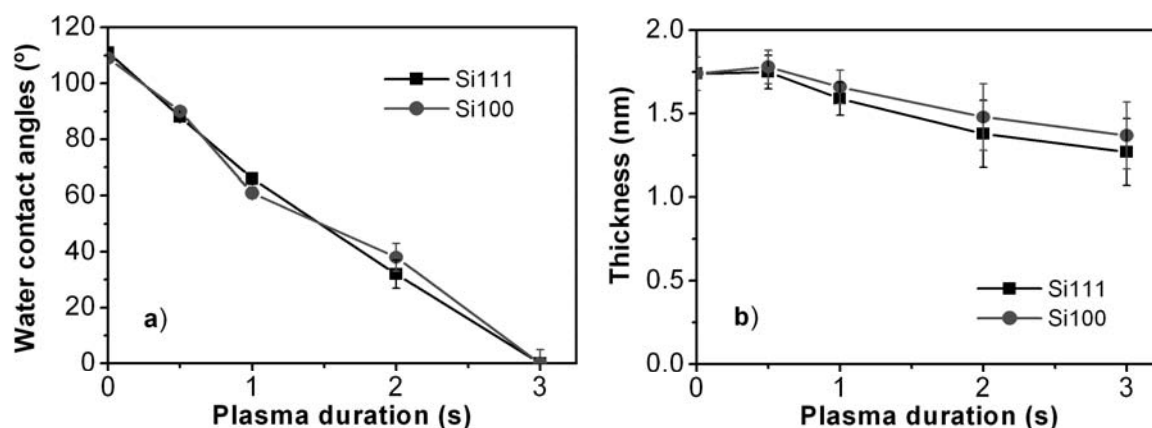 120
100
80
60
40
20
0
Water contact angles (º)
Si111
Si100
a)
0 1 2 3
Plasma duration (s)
2.0
1.5
1.0
0.5
0.0
Thickness (nm)
Si111
Si100
b)
0 1 2 3
Plasma duration (s)